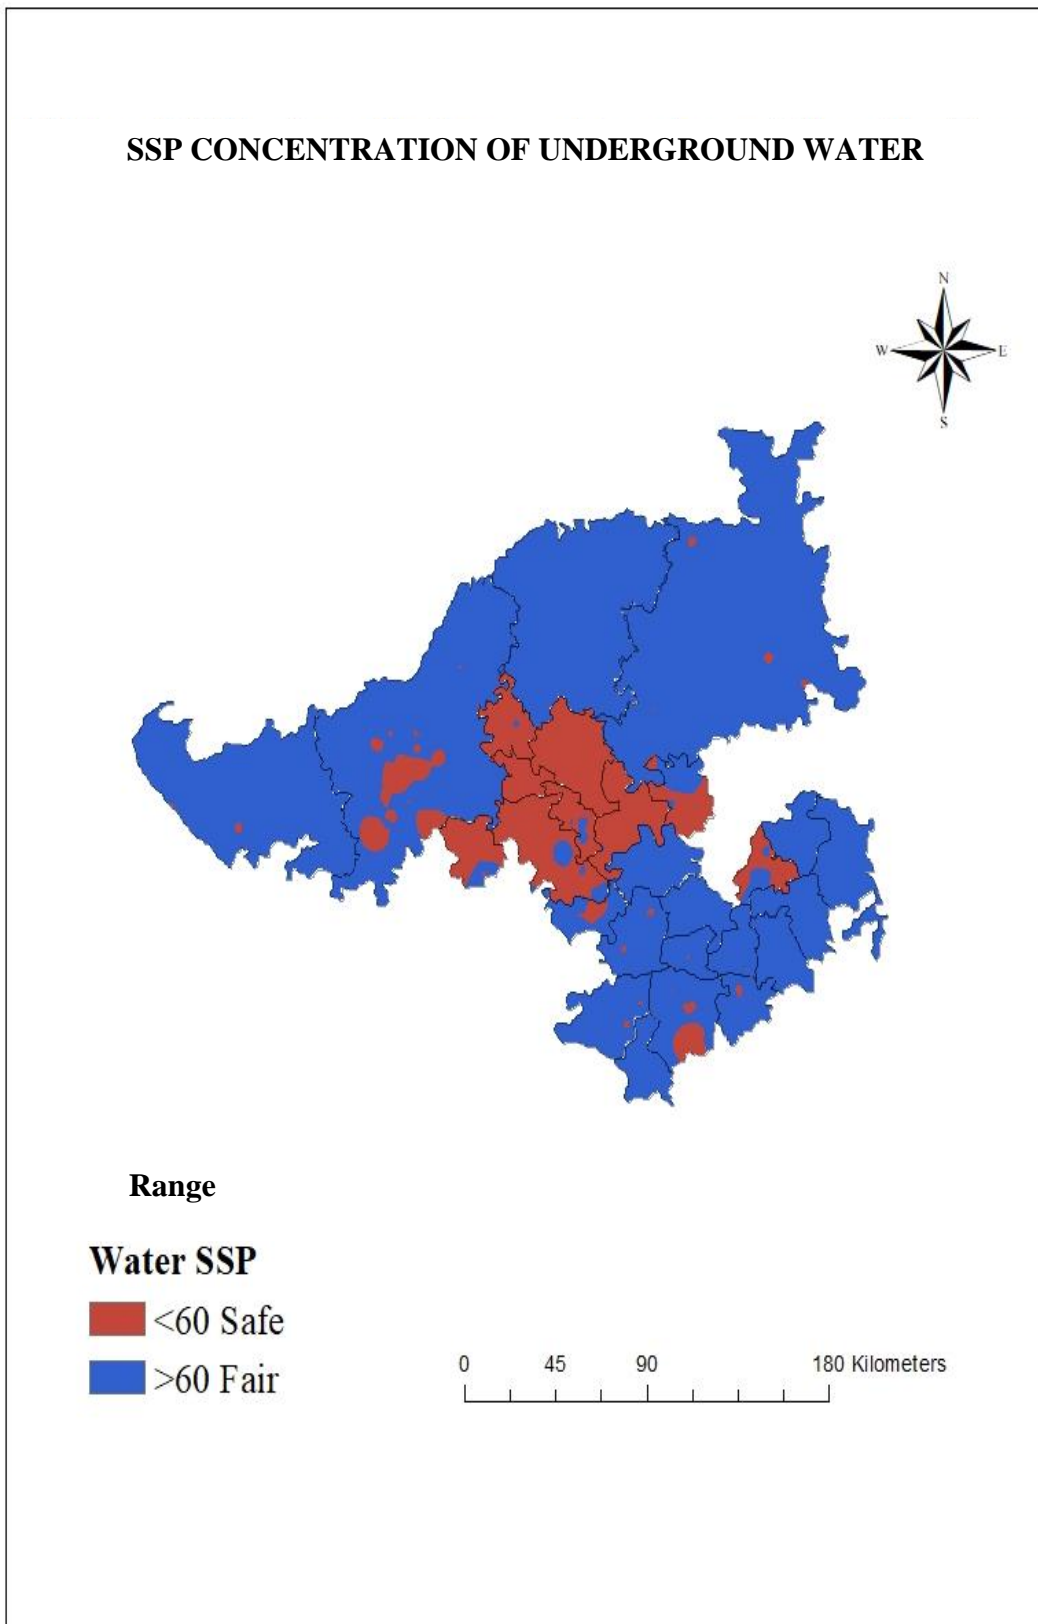 SSP CONCENTRATION OF UNDERGROUND WATER
N
W E
S
Range
Water SSP
<60 Safe
>60 Fair
0 45 90 180 Kilometers